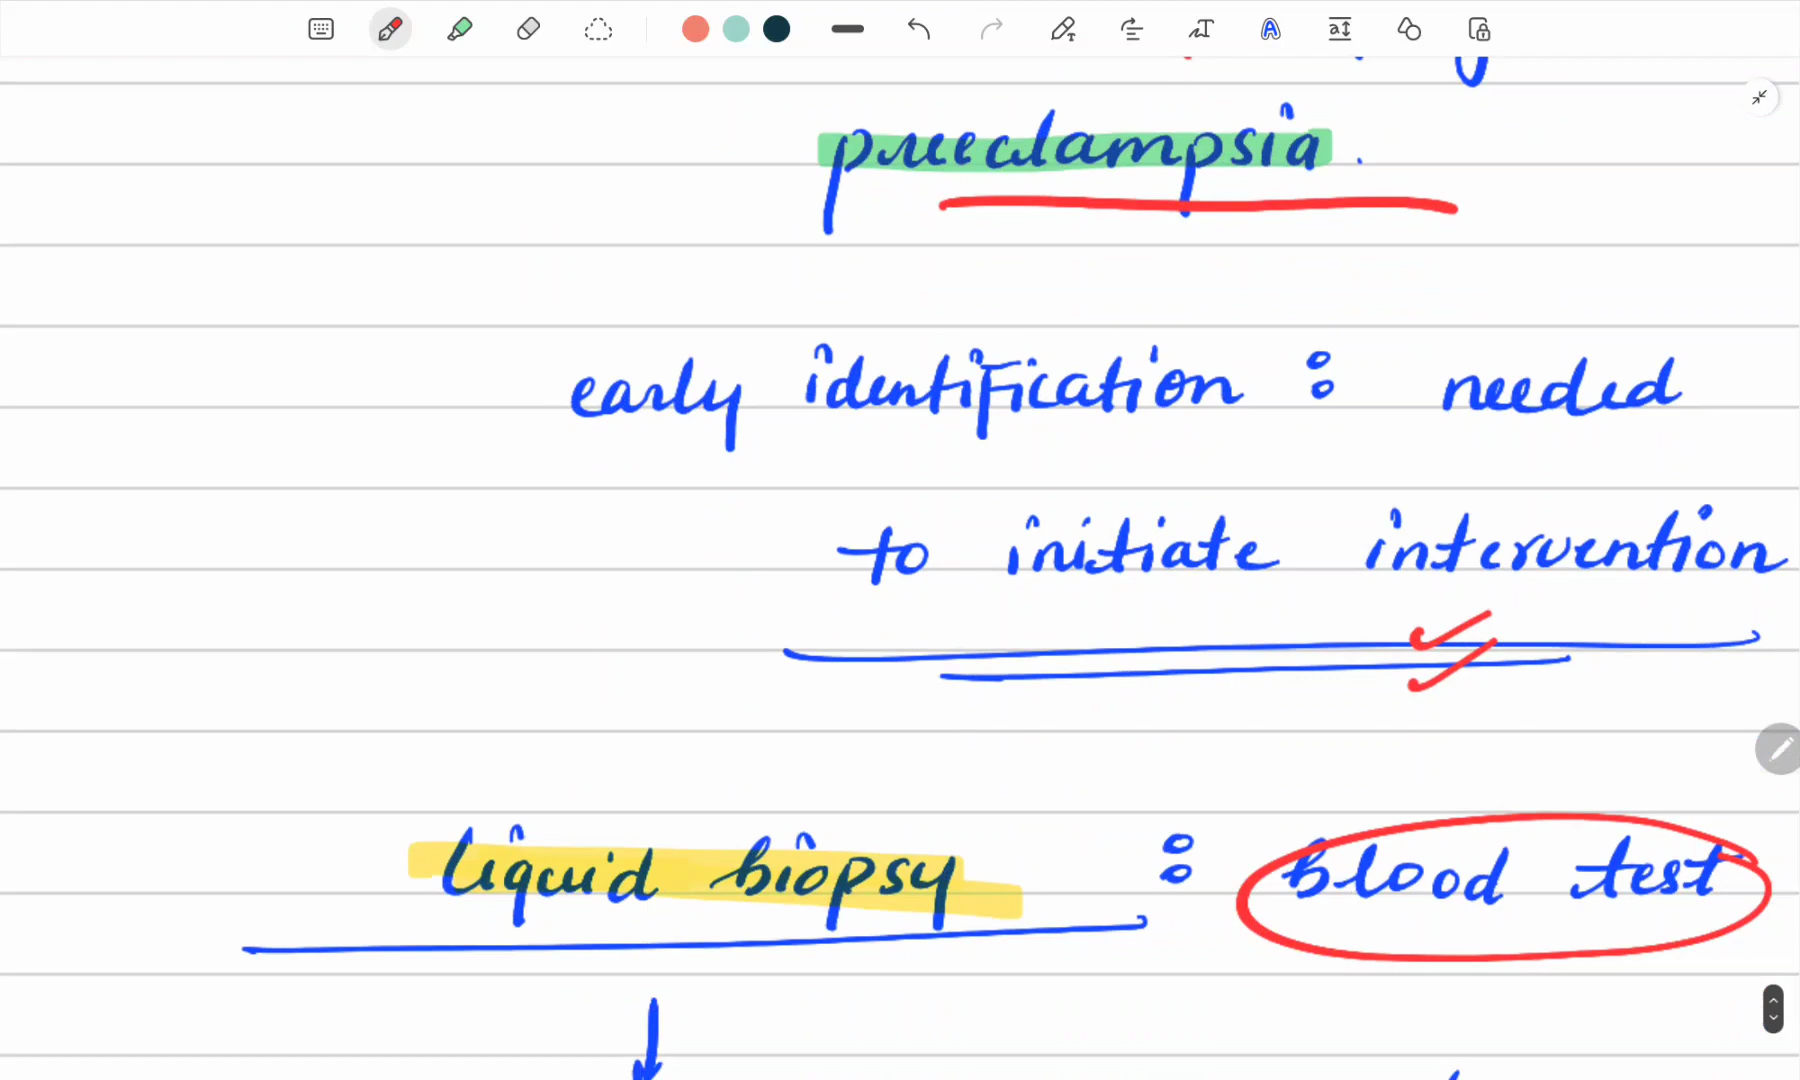 preeclampsia.
early identification : needed
to initiate intervention
liquid biopsy : Blood test